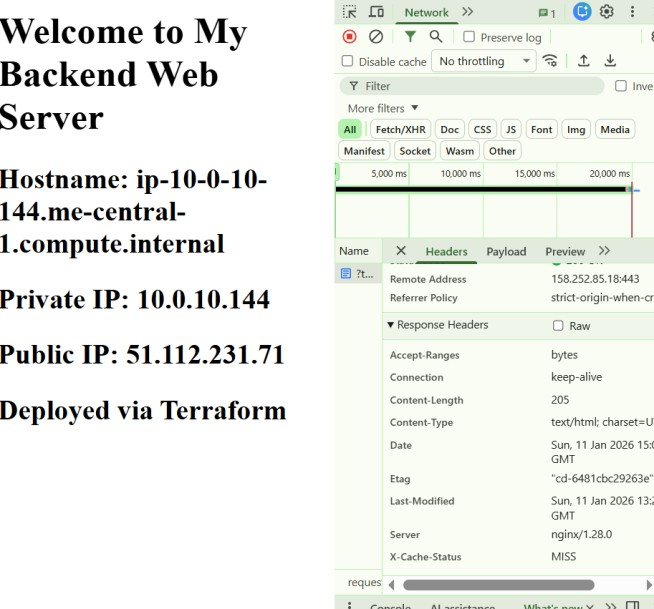 Welcome to My
Backend Web
Server
Hostname: ip-10-0-10-
144.me-central-
1.compute.internal
Private IP: 10.0.10.144
Public IP: 51.112.231.71
Deployed via Terraform
Network
1
Preserve log
Disable cache
No throttling
Filter
Inve
More filters
All
Fetch/XHR
Doc
CSS
JS
Font
Img
Media
Manifest
Socket
Wasm
Other
5,000 ms
10,000 ms
15,000 ms
20,000 ms
Name
Headers
Payload
Preview
?t...
Remote Address 158.252.85.18:443
Referrer Policy strict-origin-when-cr
Response Headers
Raw
Accept-Ranges bytes
Connection keep-alive
Content-Length 205
Content-Type text/html; charset=U
Date Sun, 11 Jan 2026 15:0
GMT
Etag "cd-6481cbc29263e"
Last-Modified Sun, 11 Jan 2026 13:2
GMT
Server nginx/1.28.0
X-Cache-Status MISS
reques
Console
AI assistance
What's new